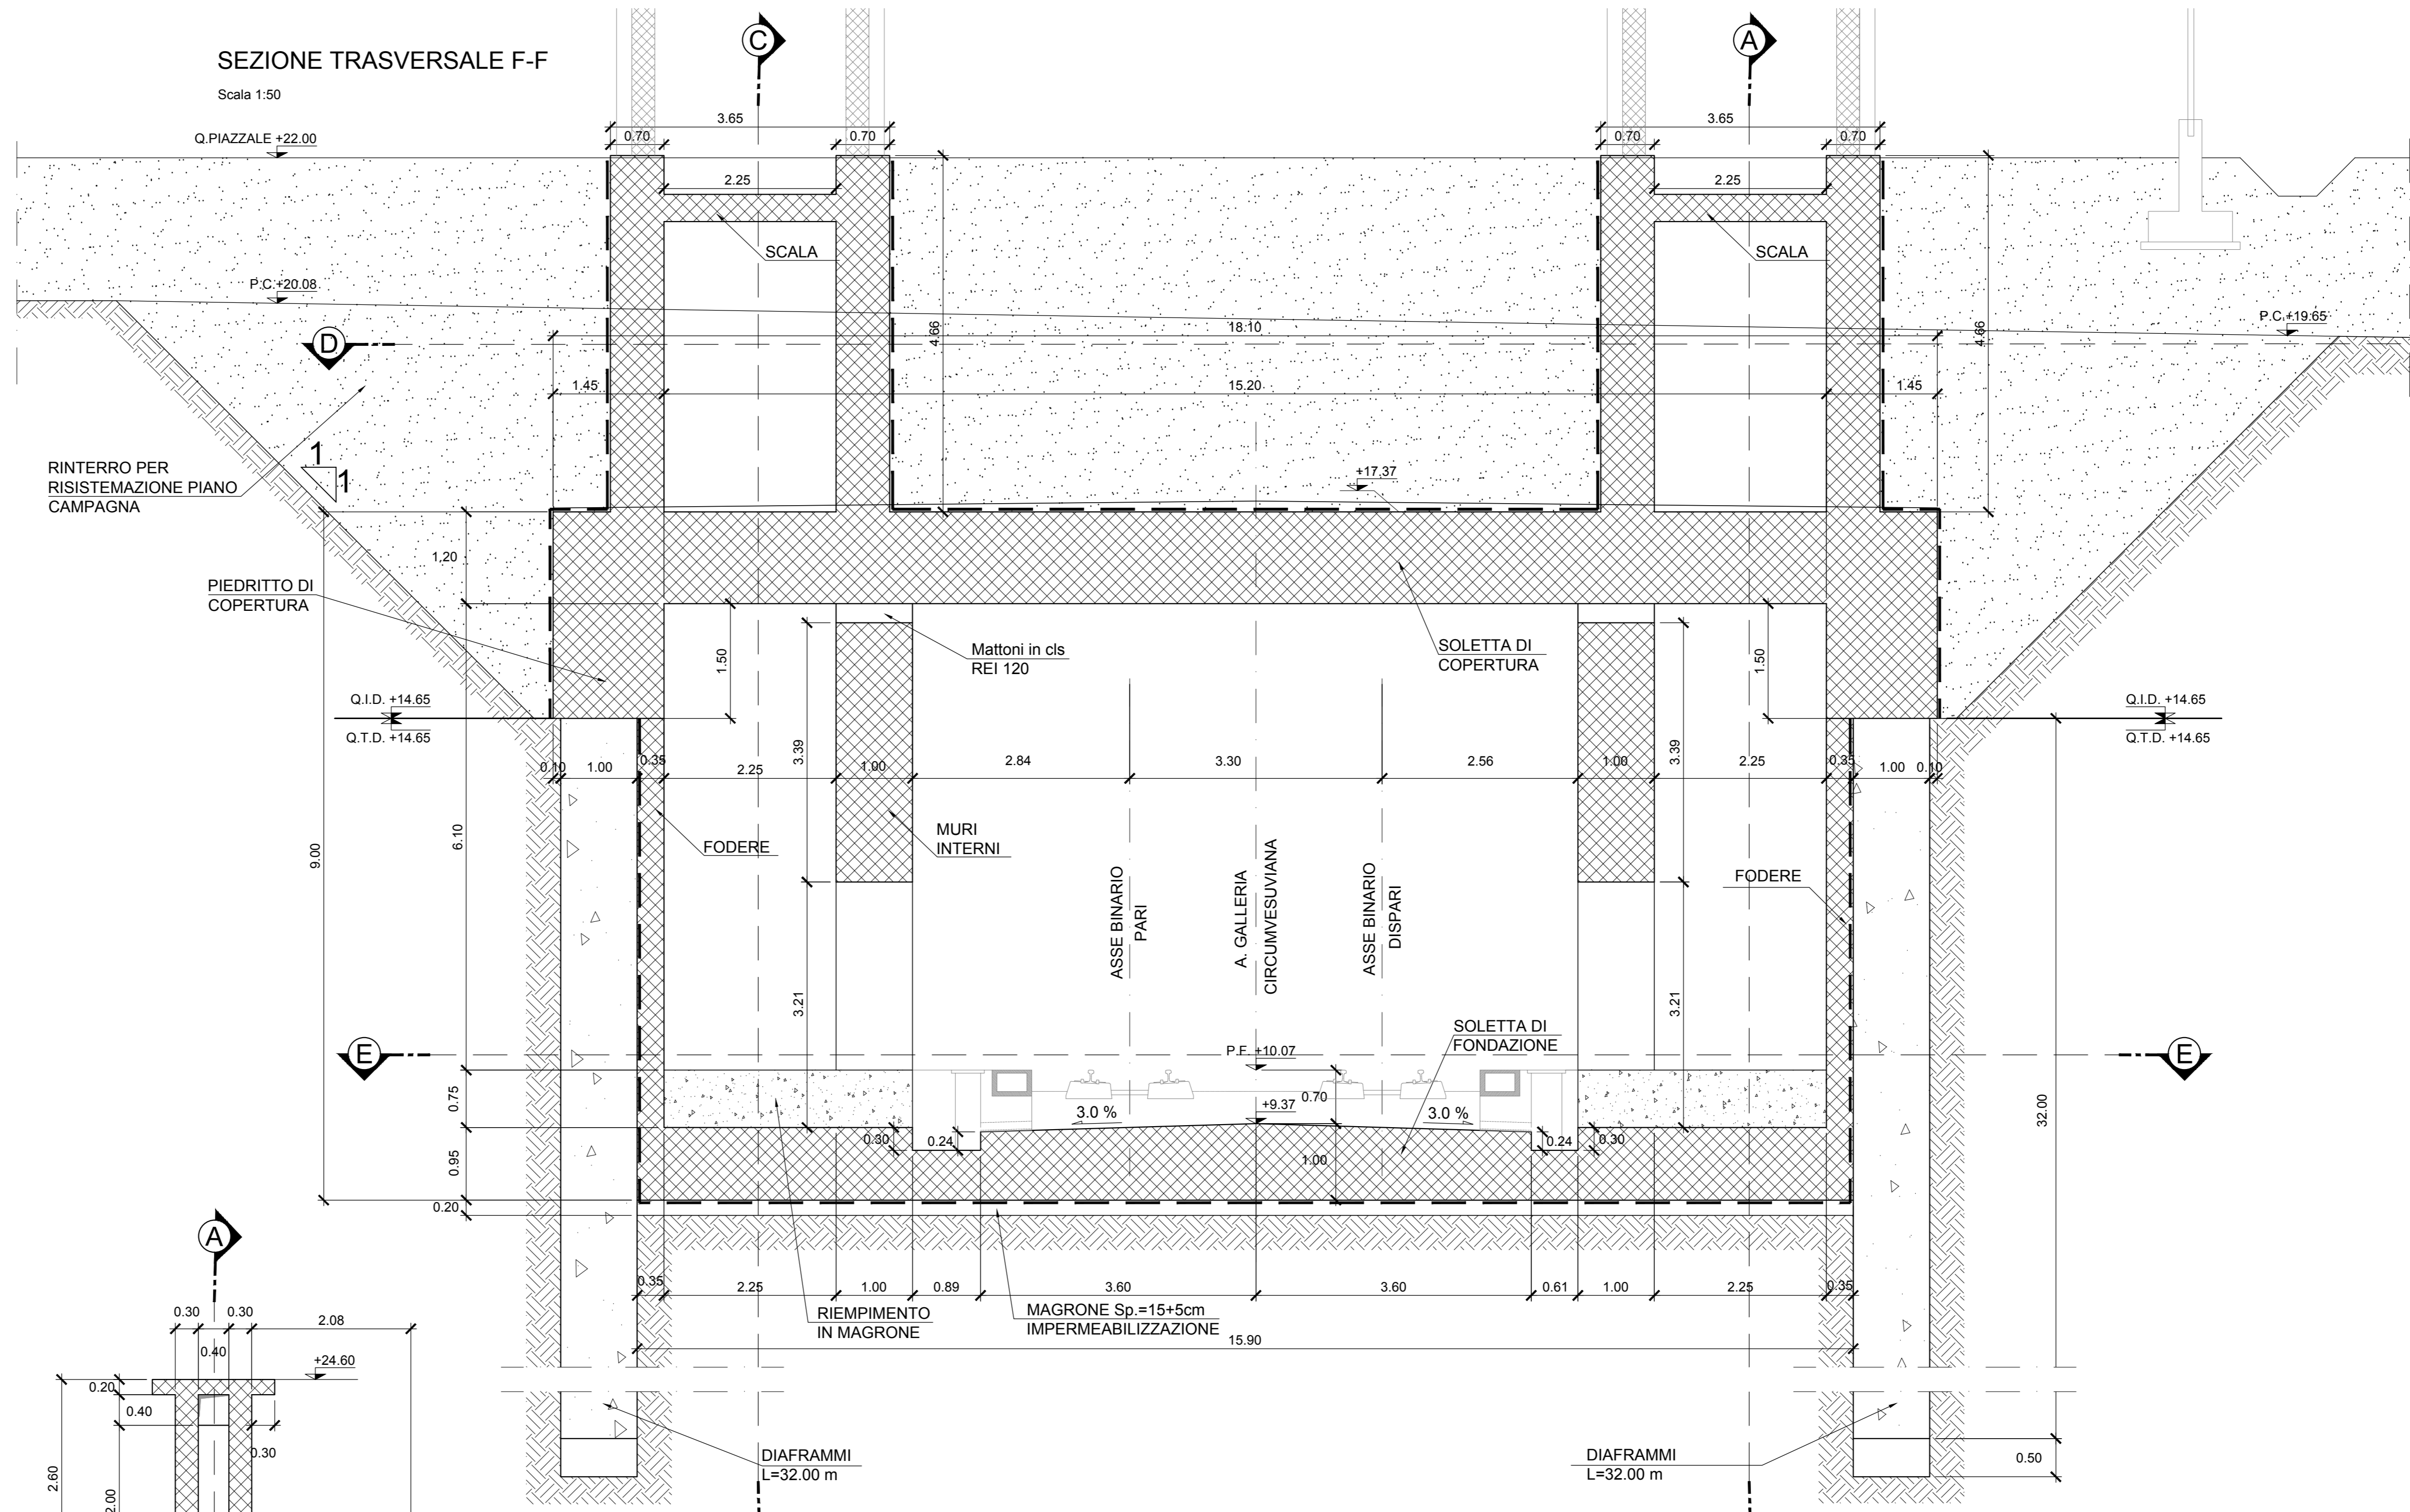 SEZIONE TRASVERSALE F-F
Scala 1:50
C
A
Q.PIAZZALE +22.00
3.65
0.70
0.70
2.25
SCALA
3.65
0.70
0.70
2.25
SCALA
P.C.+20.08
P.C.+19.65
D
4.66
18.10
4.66
1.45
15.20
1.45
RINTERRO PER
RISISTEMAZIONE PIANO
CAMPAGNA
1
1
+17.37
1,20
PIEDRITTO DI
COPERTURA
1.50
Mattoni in cls
REI 120
SOLETTA DI
COPERTURA
1.50
Q.I.D. +14.65
Q.T.D. +14.65
Q.I.D. +14.65
Q.T.D. +14.65
3.39
3.39
0.10
1.00
0.35
2.25
1.00
2.84
3.30
2.56
1.00
2.25
0.35
1.00
0.10
9.00
6.10
FODERE
MURI
INTERNI
ASSE BINARIO
PARI
A. GALLERIA
CIRCUMVESUVIANA
ASSE BINARIO
DISPARI
FODERE
3.21
3.21
E
P.F. +10.07
SOLETTA DI
FONDAZIONE
E
0.75
3.0 %
+9.37
0.70
3.0 %
32.00
0.30
0.24
0.24
0.30
0.95
1.00
0.20
A
0.35
2.25
1.00
0.89
3.60
3.60
0.61
1.00
2.25
0.35
RIEMPIMENTO
IN MAGRONE
MAGRONE Sp.=15+5cm
IMPERMEABILIZZAZIONE
15.90
0.30
0.30
2.08
0.40
+24.60
0.20
0.40
0.30
2.60
2.00
DIAFRAMMI
L=32.00 m
DIAFRAMMI
L=32.00 m
0.50